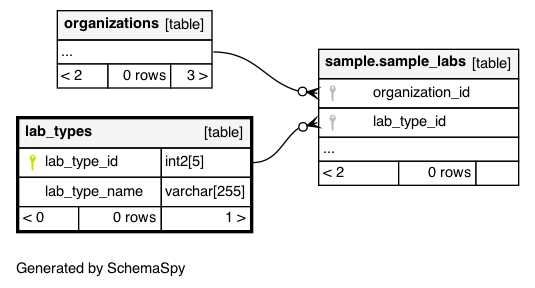 organizations [table]
...
< 2 0 rows 3 >
sample.sample_labs [table]
organization_id
lab_type_id
...
< 2 0 rows
lab_types [table]
lab_type_id int2[5]
lab_type_name varchar[255]
< 0 0 rows 1 >
Generated by SchemaSpy